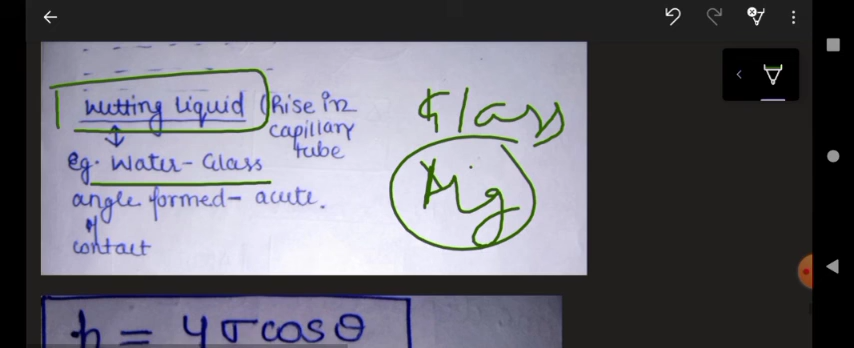 Wetting Liquid (Rise in
capillary
tube
eg. Water - Glass
angle formed - acute.
of
contact
Glass
Hg
h = 4σcosθ